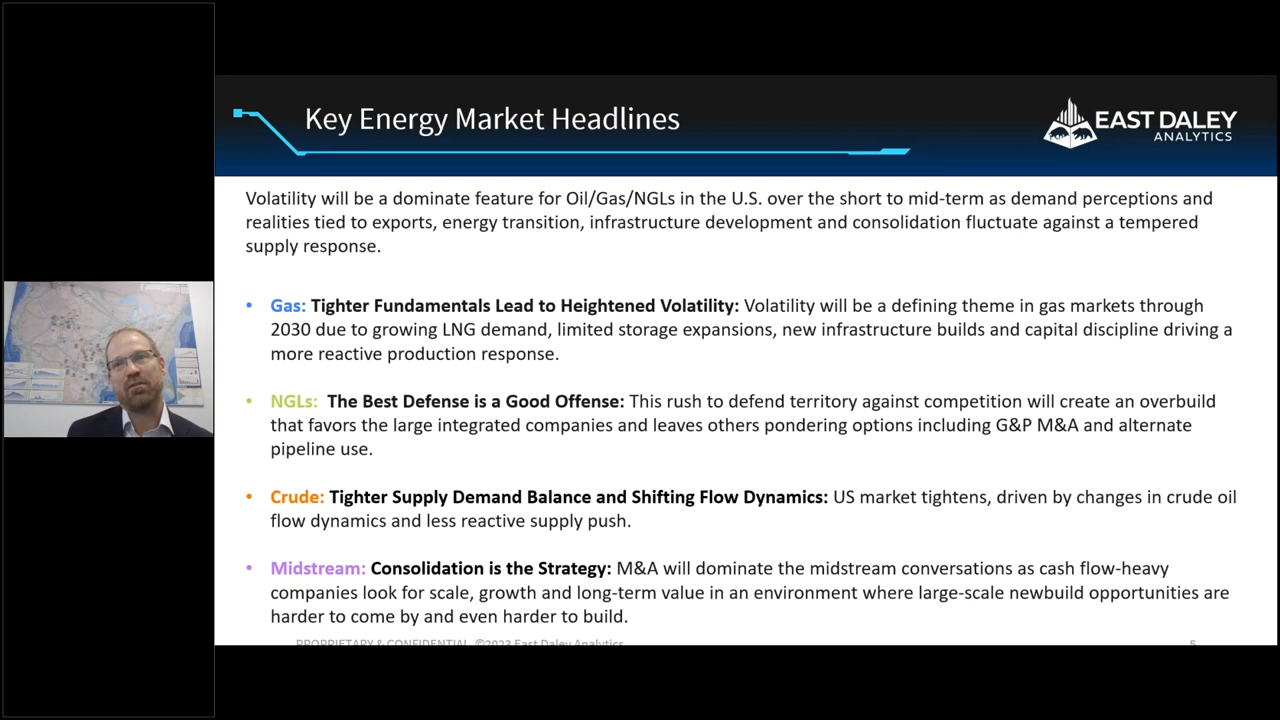 Key Energy Market Headlines
EAST DALEY
ANALYTICS
Volatility will be a dominate feature for Oil/Gas/NGLs in the U.S. over the short to mid-term as demand perceptions and
realities tied to exports, energy transition, infrastructure development and consolidation fluctuate against a tempered
supply response.
• Gas: Tighter Fundamentals Lead to Heightened Volatility: Volatility will be a defining theme in gas markets through
2030 due to growing LNG demand, limited storage expansions, new infrastructure builds and capital discipline driving a
more reactive production response.
• NGLs: The Best Defense is a Good Offense: This rush to defend territory against competition will create an overbuild
that favors the large integrated companies and leaves others pondering options including G&P M&A and alternate
pipeline use.
• Crude: Tighter Supply Demand Balance and Shifting Flow Dynamics: US market tightens, driven by changes in crude oil
flow dynamics and less reactive supply push.
• Midstream: Consolidation is the Strategy: M&A will dominate the midstream conversations as cash flow-heavy
companies look for scale, growth and long-term value in an environment where large-scale newbuild opportunities are
harder to come by and even harder to build.
PROPRIETARY & CONFIDENTIAL ©2023 East Daley Analytics
5